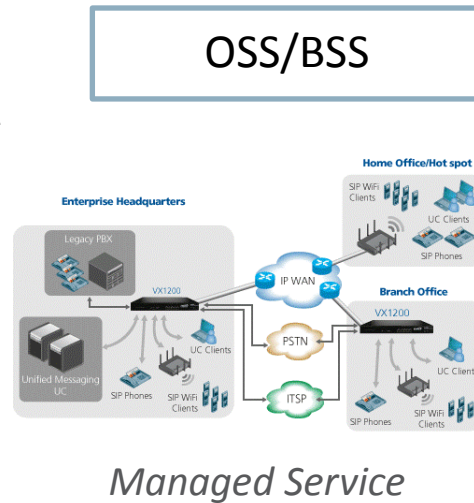 OSS/BSS
Home Office/Hot spot
SIP WiFi
Clients
UC Clients
SIP Phones
Enterprise Headquarters
Legacy PBX
VX1200
Unified Messaging
UC
SIP Phones
SIP WiFi
Clients
UC Clients
IP WAN
PSTN
ITSP
Branch Office
VX1200
UC Client
SIP Phones
SIP WiFi
Clients
Managed Service